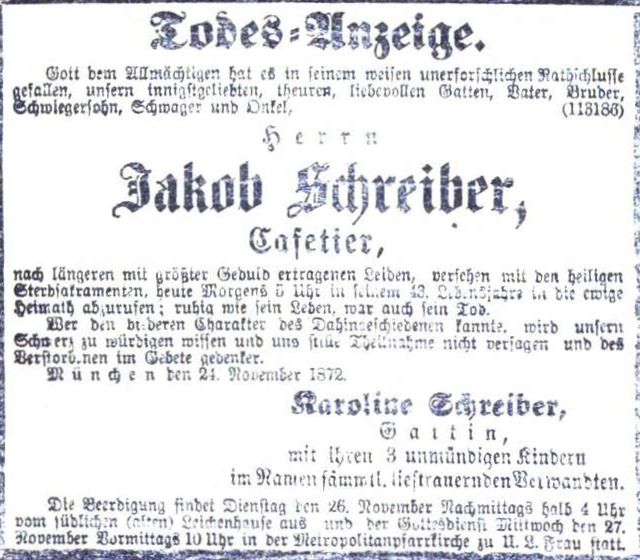 Todes-Anzeige.
Gott dem Allmächtigen hat es in seinem weisen unerforschlichen Rathschlusse
gefallen, unsern innigstgeliebten, theuren, liebevollen Gatten, Vater, Bruder,
Schwiegersohn, Schwager und Onkel, (113186)
Herrn
Jakob Schreiber,
Cafetier,
nach längeren mit größter Geduld ertragenen Leiden, versehen mit den heiligen
Sterbsakramenten, heute Morgens 5 Uhr in seinem 43. Lebensjahre in die ewige
Heimath abzurufen; ruhig wie sein Leben, war auch sein Tod.
Wer den biederen Charakter des Dahingeschiedenen kannte, wird unsern
Schmerz zu würdigen wissen und uns stille Theilnahme nicht versagen und des
Verstorbenen im Gebete gedenken.
München den 24. November 1872.
Karoline Schreiber,
Gattin,
mit ihren 3 unmündigen Kindern
im Namen sämmtl. tieftrauernden Verwandten.
Die Beerdigung findet Dienstag den 26. November Nachmittags halb 4 Uhr
vom südlichen (alten) Leichenhause aus und der Gottesdienst Mittwoch den 27.
November Vormittags 10 Uhr in der Metropolitanpfarrkirche zu U. L. Frau statt.